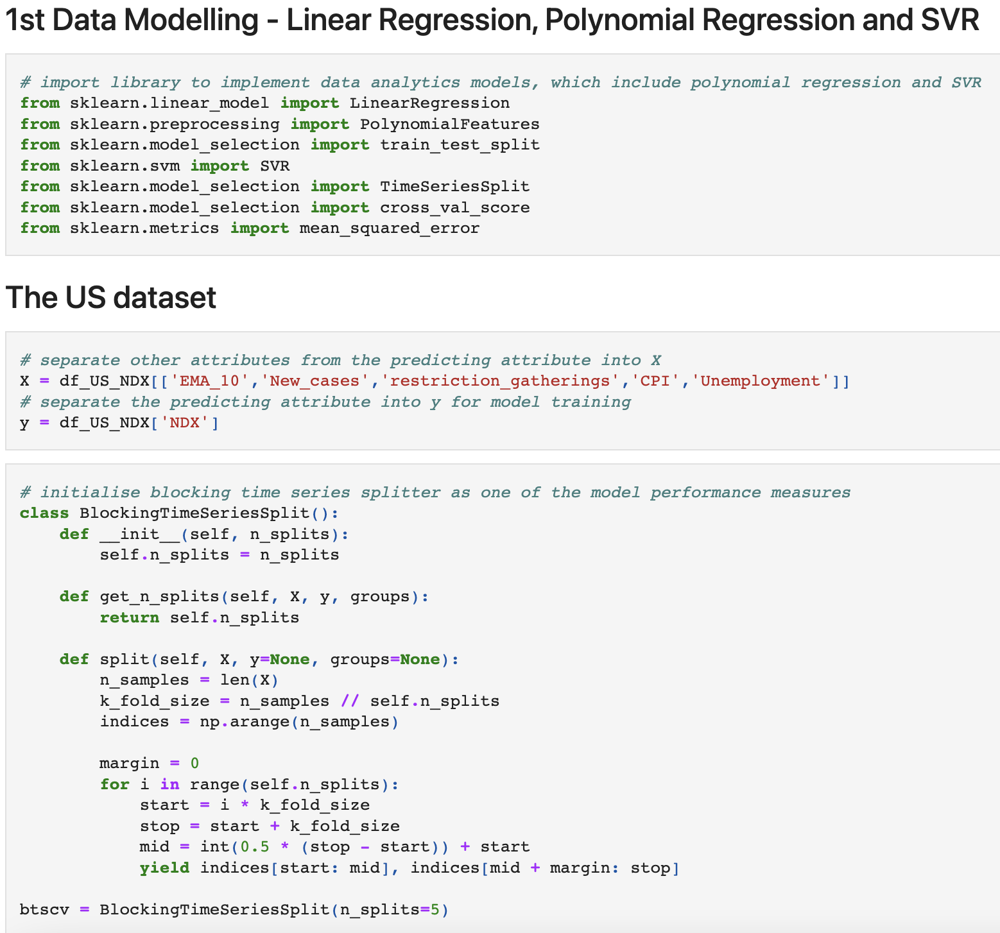 1st Data Modelling - Linear Regression, Polynomial Regression and SVR
# import library to implement data analytics models, which include polynomial regression and SVR
from sklearn.linear_model import LinearRegression
from sklearn.preprocessing import PolynomialFeatures
from sklearn.model_selection import train_test_split
from sklearn.svm import SVR
from sklearn.model_selection import TimeSeriesSplit
from sklearn.model_selection import cross_val_score
from sklearn.metrics import mean_squared_error
The US dataset
# separate other attributes from the predicting attribute into X
X = df_US_NDX[['EMA_10','New_cases','restriction_gatherings','CPI','Unemployment']]
# separate the predicting attribute into y for model training
y = df_US_NDX['NDX']
# initialise blocking time series splitter as one of the model performance measures
class BlockingTimeSeriesSplit():
    def __init__(self, n_splits):
        self.n_splits = n_splits
    def get_n_splits(self, X, y, groups):
        return self.n_splits
    def split(self, X, y=None, groups=None):
        n_samples = len(X)
        k_fold_size = n_samples // self.n_splits
        indices = np.arange(n_samples)
        margin = 0
        for i in range(self.n_splits):
            start = i * k_fold_size
            stop = start + k_fold_size
            mid = int(0.5 * (stop - start)) + start
            yield indices[start: mid], indices[mid + margin: stop]
btscv = BlockingTimeSeriesSplit(n_splits=5)